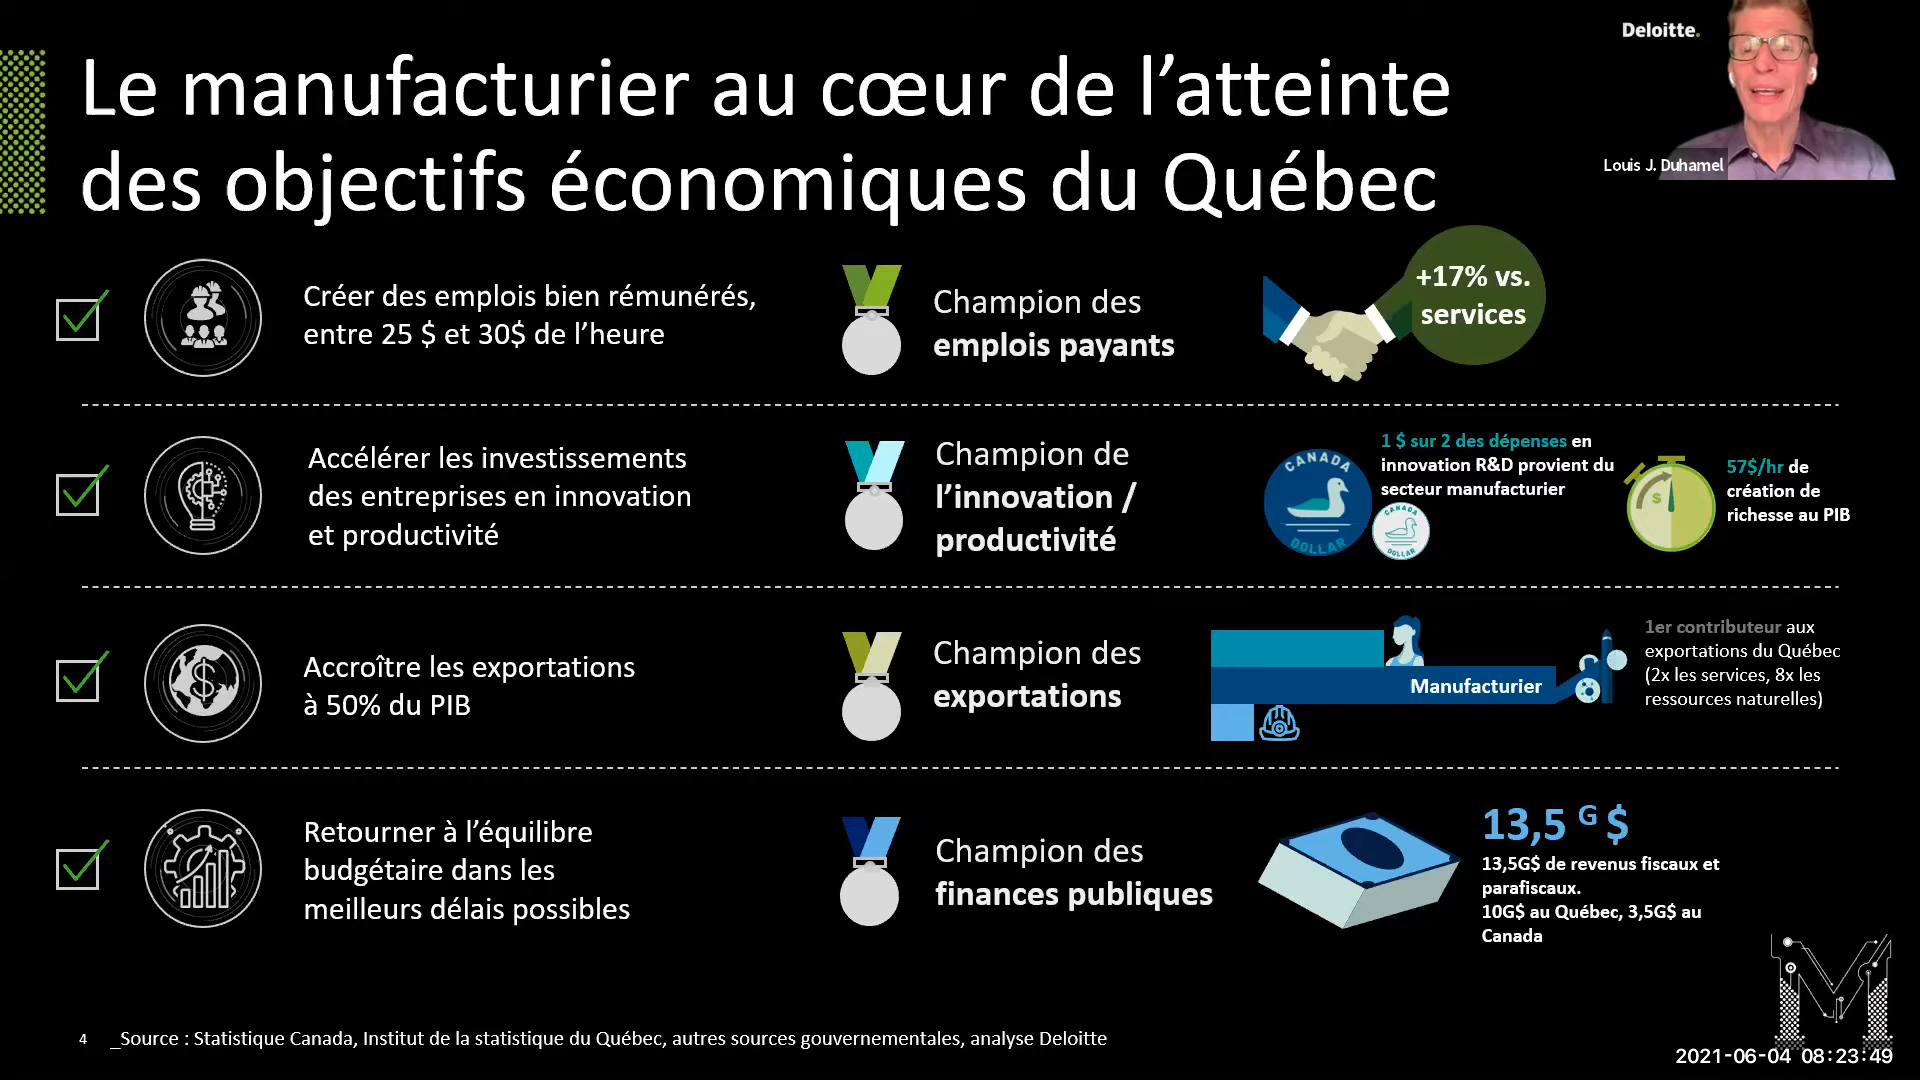 Deloitte.
Louis J. Duhamel
Le manufacturier au cœur de l’atteinte
des objectifs économiques du Québec
Créer des emplois bien rémunérés,
entre 25 $ et 30$ de l’heure
Champion des
emplois payants
+17% vs.
services
Accélérer les investissements
des entreprises en innovation
et productivité
Champion de
l’innovation /
productivité
CANADA
DOLLAR
CANADA
DOLLAR
1 $ sur 2 des dépenses en
innovation R&D provient du
secteur manufacturier
$
57$/hr de
création de
richesse au PIB
$
Accroître les exportations
à 50% du PIB
Champion des
exportations
Manufacturier
1er contributeur aux
exportations du Québec
(2x les services, 8x les
ressources naturelles)
Retourner à l’équilibre
budgétaire dans les
meilleurs délais possibles
Champion des
finances publiques
13,5 G $
13,5G$ de revenus fiscaux et
parafiscaux.
10G$ au Québec, 3,5G$ au
Canada
M
4 _Source : Statistique Canada, Institut de la statistique du Québec, autres sources gouvernementales, analyse Deloitte
2021-06-04 08:23:49